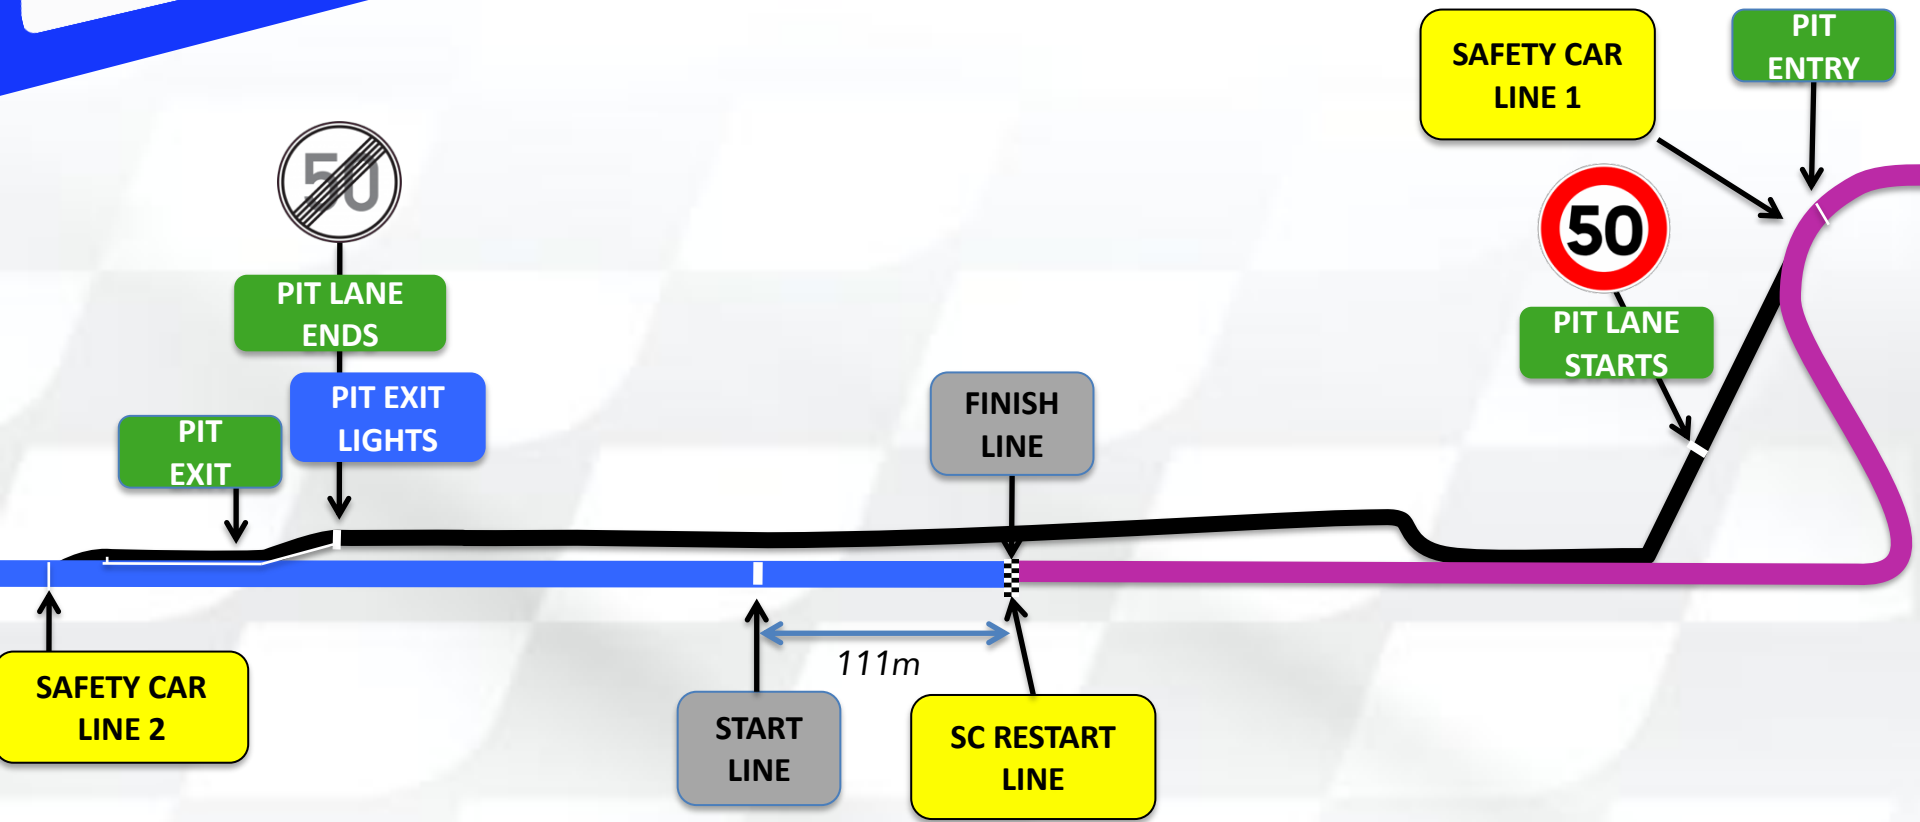 SAFETY CAR
LINE 1
PIT
ENTRY
50
50
PIT LANE
ENDS
PIT LANE
STARTS
PIT EXIT
LIGHTS
PIT
EXIT
FINISH
LINE
111m
SAFETY CAR
LINE 2
START
LINE
SC RESTART
LINE